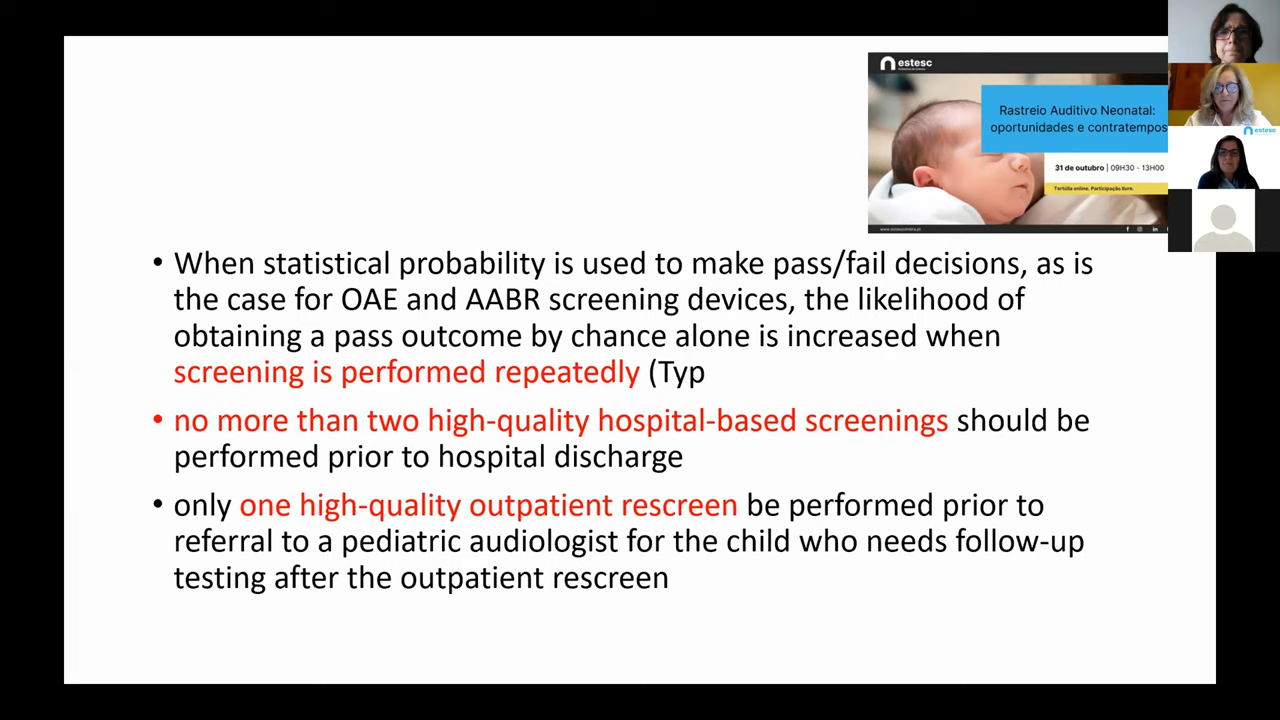 estesc
Rastreio Auditivo Neonatal:
oportunidades e contratempos
31 de outubro | 09H30 - 13H00
Tertúlia online. Participação livre.
www.estescoimbra.pt
estesc
• When statistical probability is used to make pass/fail decisions, as is
the case for OAE and AABR screening devices, the likelihood of
obtaining a pass outcome by chance alone is increased when
screening is performed repeatedly (Typ
• no more than two high-quality hospital-based screenings should be
performed prior to hospital discharge
• only one high-quality outpatient rescreen be performed prior to
referral to a pediatric audiologist for the child who needs follow-up
testing after the outpatient rescreen